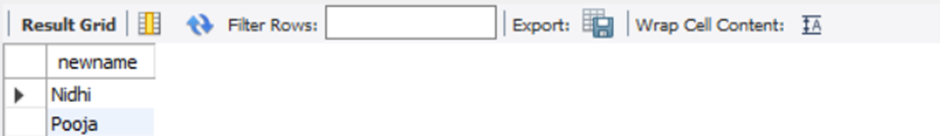 Result Grid Filter Rows: Export: Wrap Cell Content: A
newname
Nidhi
Pooja